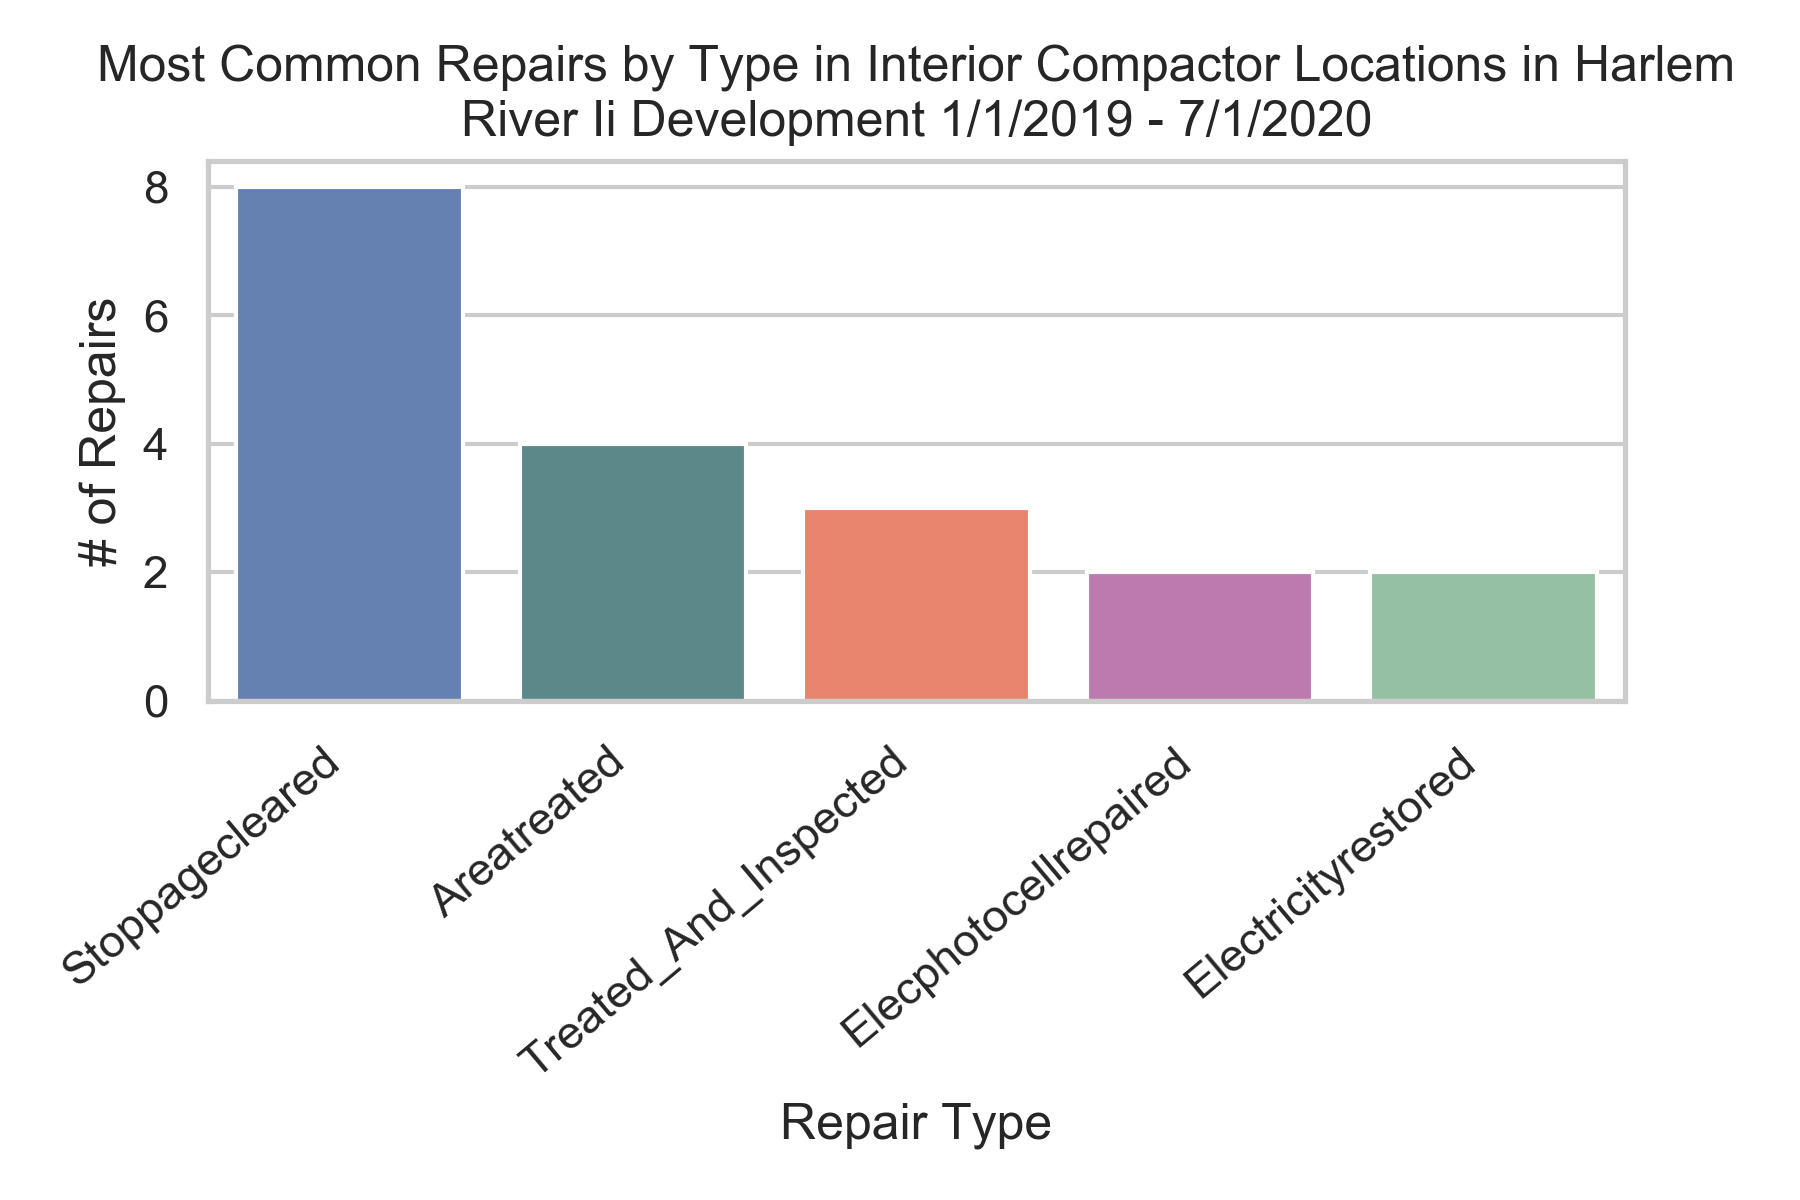 Most Common Repairs by Type in Interior Compactor Locations in Harlem
River Ii Development 1/1/2019 - 7/1/2020
# of Repairs
8
6
4
2
0
Stoppagecleared
Areatreated
Treated_And_Inspected
Elecphotocellrepaired
Electricityrestored
Repair Type